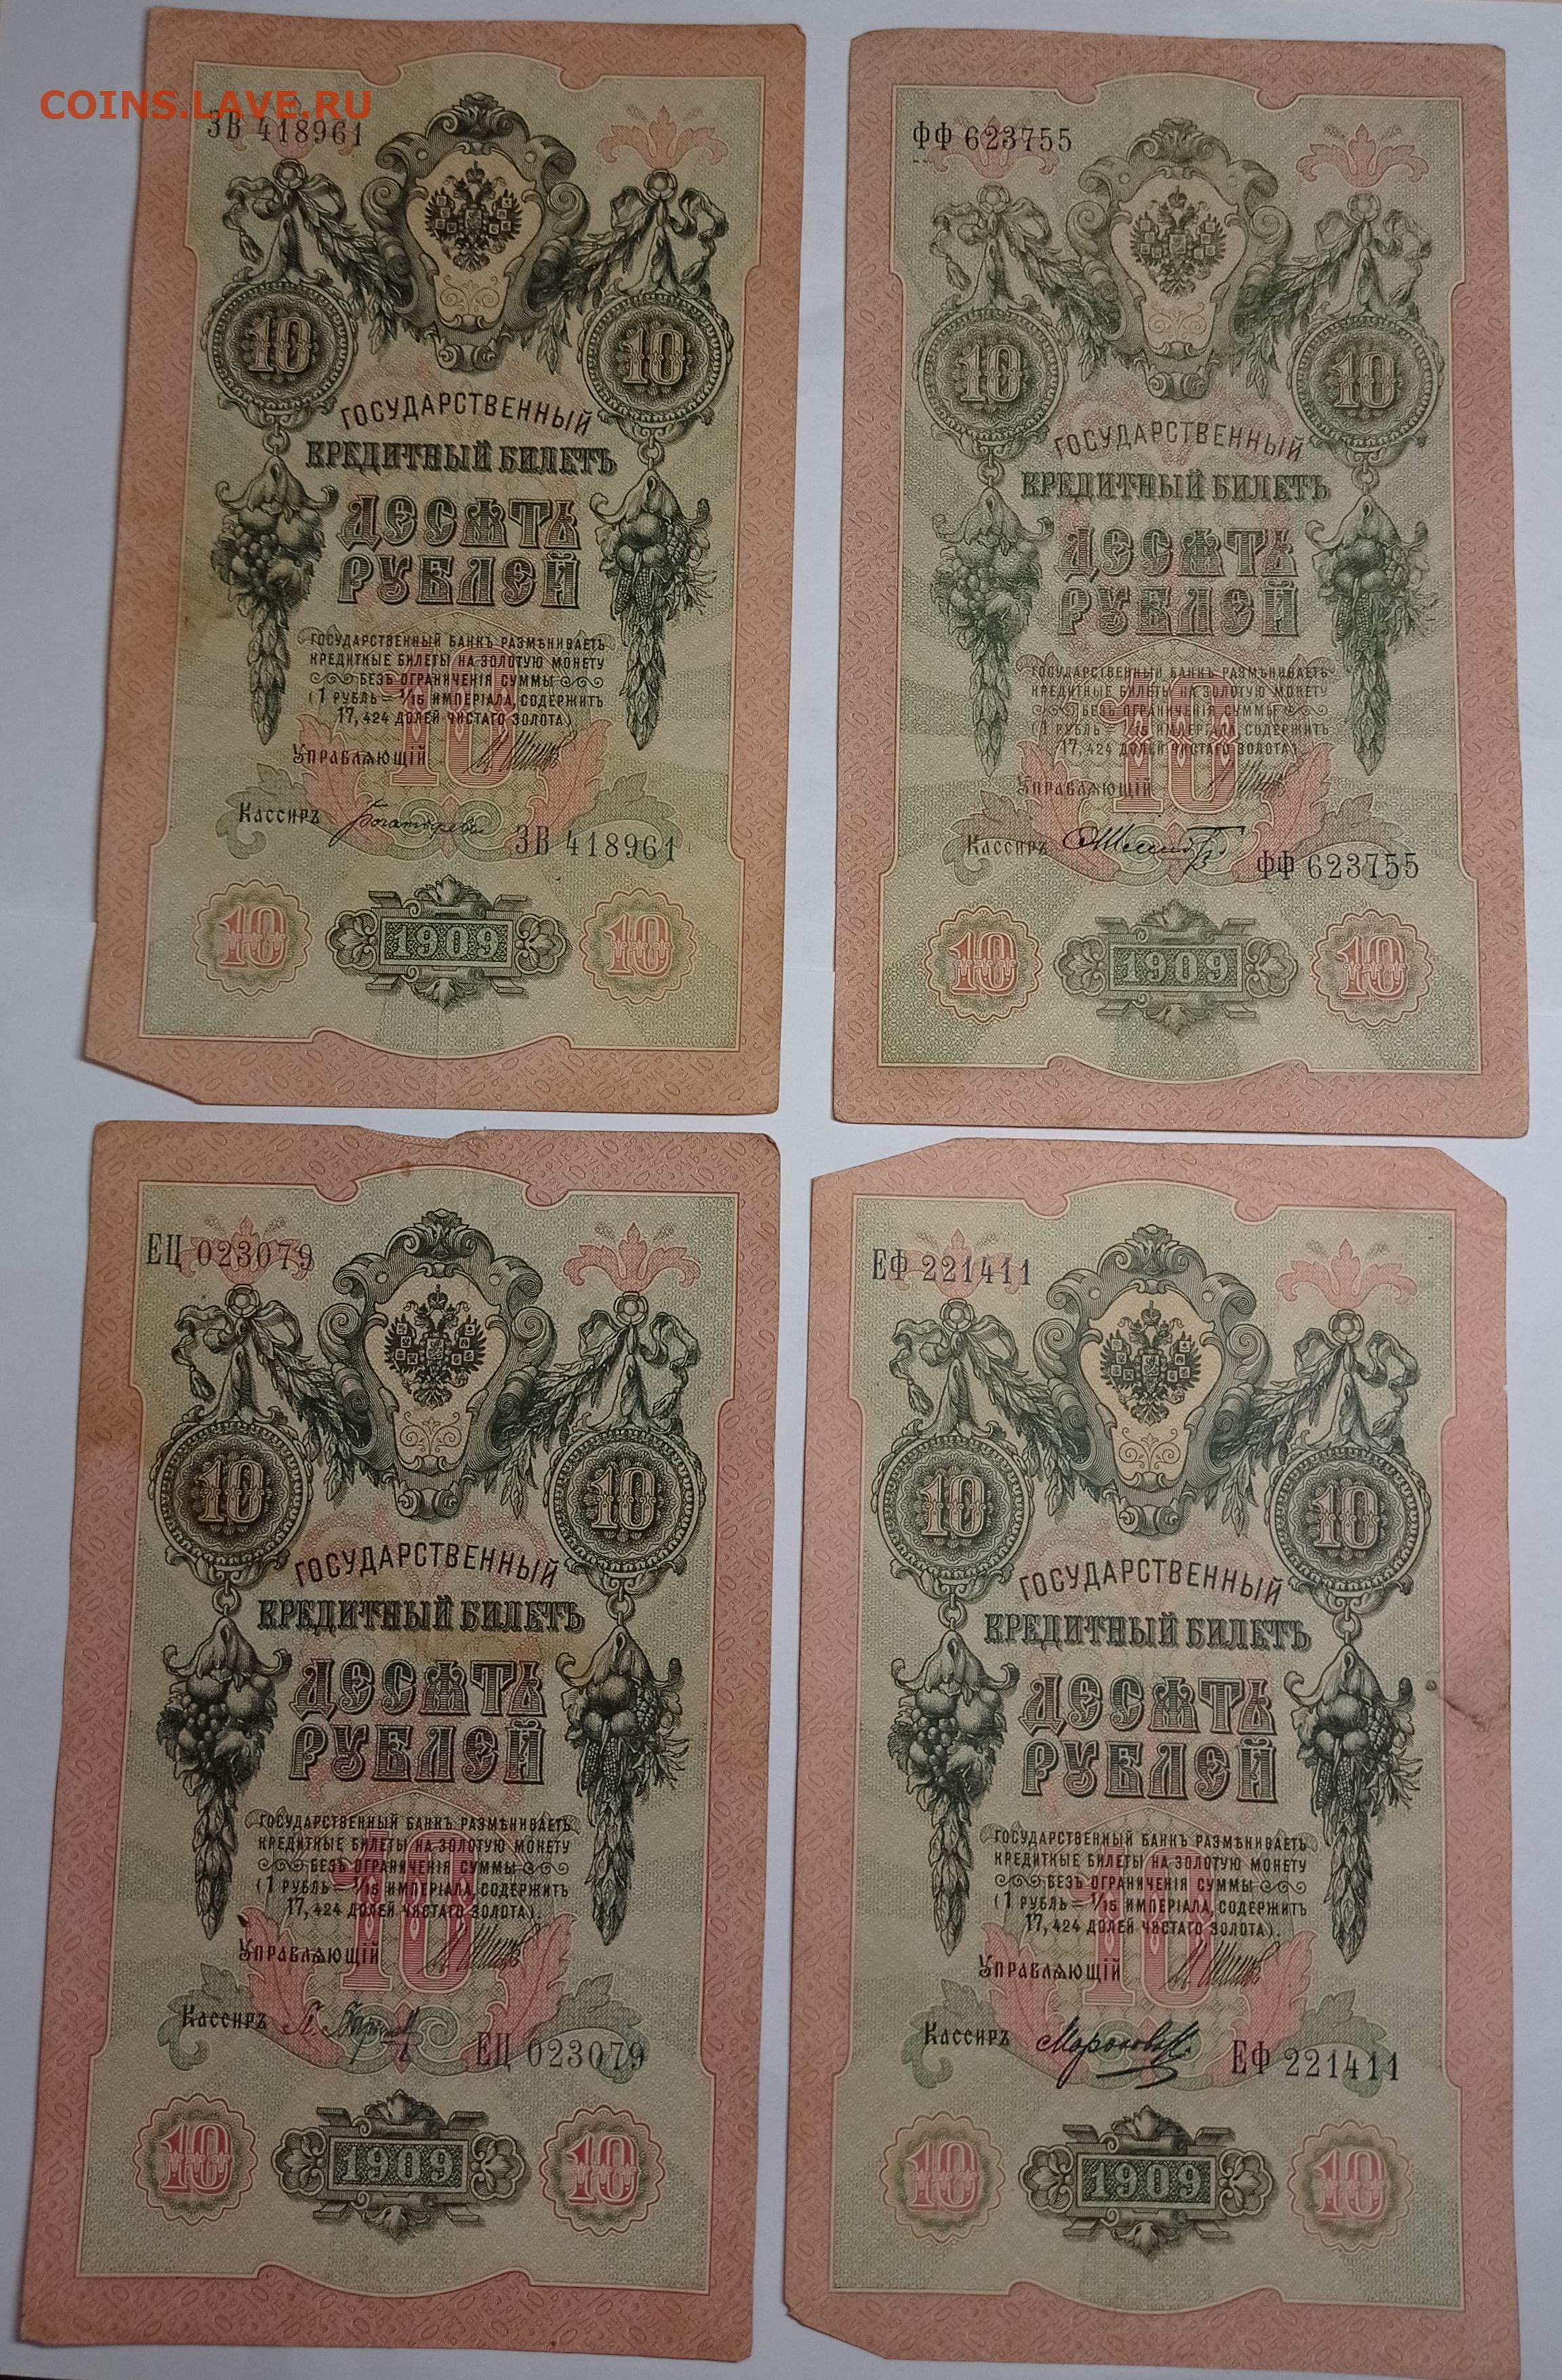 COINS.LAVE.RU
ЗВ 418961
10 10
ГОСУДАРСТВЕННЫЙ
КРЕДИТНЫЙ БИЛЕТЪ
ДЕСЯТЬ
РУБЛЕЙ
ГОСУДАРСТВЕННЫЙ БАНКЪ РАЗМѢНИВАЕТЪ
КРЕДИТНЫЕ БИЛЕТЫ НА ЗОЛОТУЮ МОНЕТУ
БЕЗЪ ОГРАНИЧЕНІЯ СУММЫ
(1 РУБЛЬ = 1/15 ИМПЕРІАЛА, СОДЕРЖИТЪ
17,424 ДОЛЕЙ ЧИСТАГО ЗОЛОТА).
10
УПРАВЛЯЮЩІЙ
КАССИРЪ
ЗВ 418961
10 1909 10
ФФ 623755
10 10
ГОСУДАРСТВЕННЫЙ
КРЕДИТНЫЙ БИЛЕТЪ
ДЕСЯТЬ
РУБЛЕЙ
ГОСУДАРСТВЕННЫЙ БАНКЪ РАЗМѢНИВАЕТЪ
КРЕДИТНЫЕ БИЛЕТЫ НА ЗОЛОТУЮ МОНЕТУ
БЕЗЪ ОГРАНИЧЕНІЯ СУММЫ
(1 РУБЛЬ = 1/15 ИМПЕРІАЛА, СОДЕРЖИТЪ
17,424 ДОЛЕЙ ЧИСТАГО ЗОЛОТА).
10
УПРАВЛЯЮЩІЙ
КАССИРЪ
ФФ 623755
10 1909 10
ЕЦ 023079
10 10
ГОСУДАРСТВЕННЫЙ
КРЕДИТНЫЙ БИЛЕТЪ
ДЕСЯТЬ
РУБЛЕЙ
ГОСУДАРСТВЕННЫЙ БАНКЪ РАЗМѢНИВАЕТЪ
КРЕДИТНЫЕ БИЛЕТЫ НА ЗОЛОТУЮ МОНЕТУ
БЕЗЪ ОГРАНИЧЕНІЯ СУММЫ
(1 РУБЛЬ = 1/15 ИМПЕРІАЛА, СОДЕРЖИТЪ
17,424 ДОЛЕЙ ЧИСТАГО ЗОЛОТА).
10
УПРАВЛЯЮЩІЙ
КАССИРЪ
ЕЦ 023079
10 1909 10
ЕФ 221411
10 10
ГОСУДАРСТВЕННЫЙ
КРЕДИТНЫЙ БИЛЕТЪ
ДЕСЯТЬ
РУБЛЕЙ
ГОСУДАРСТВЕННЫЙ БАНКЪ РАЗМѢНИВАЕТЪ
КРЕДИТНЫЕ БИЛЕТЫ НА ЗОЛОТУЮ МОНЕТУ
БЕЗЪ ОГРАНИЧЕНІЯ СУММЫ
(1 РУБЛЬ = 1/15 ИМПЕРІАЛА, СОДЕРЖИТЪ
17,424 ДОЛЕЙ ЧИСТАГО ЗОЛОТА).
10
УПРАВЛЯЮЩІЙ
КАССИРЪ
ЕФ 221411
10 1909 10